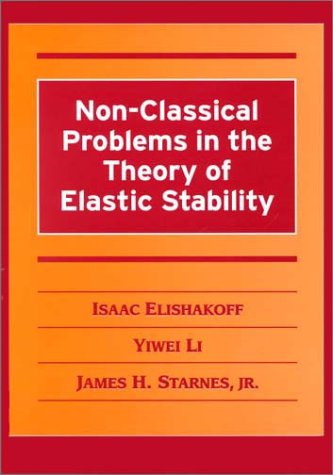 Non-Classical
Problems in the
Theory of
Elastic Stability
ISAAC ELISHAKOFF
YIWEI LI
JAMES H. STARNES, JR.